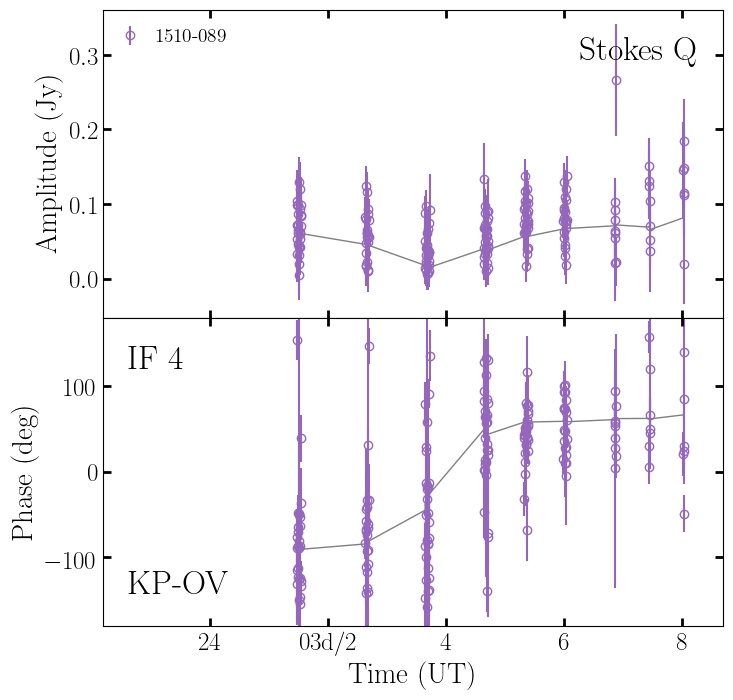 1510-089
Stokes Q
Amplitude (Jy)
0.3
0.2
0.1
0.0
IF 4
KP-OV
Phase (deg)
100
0
−100
24 03d/2 4 6 8
Time (UT)